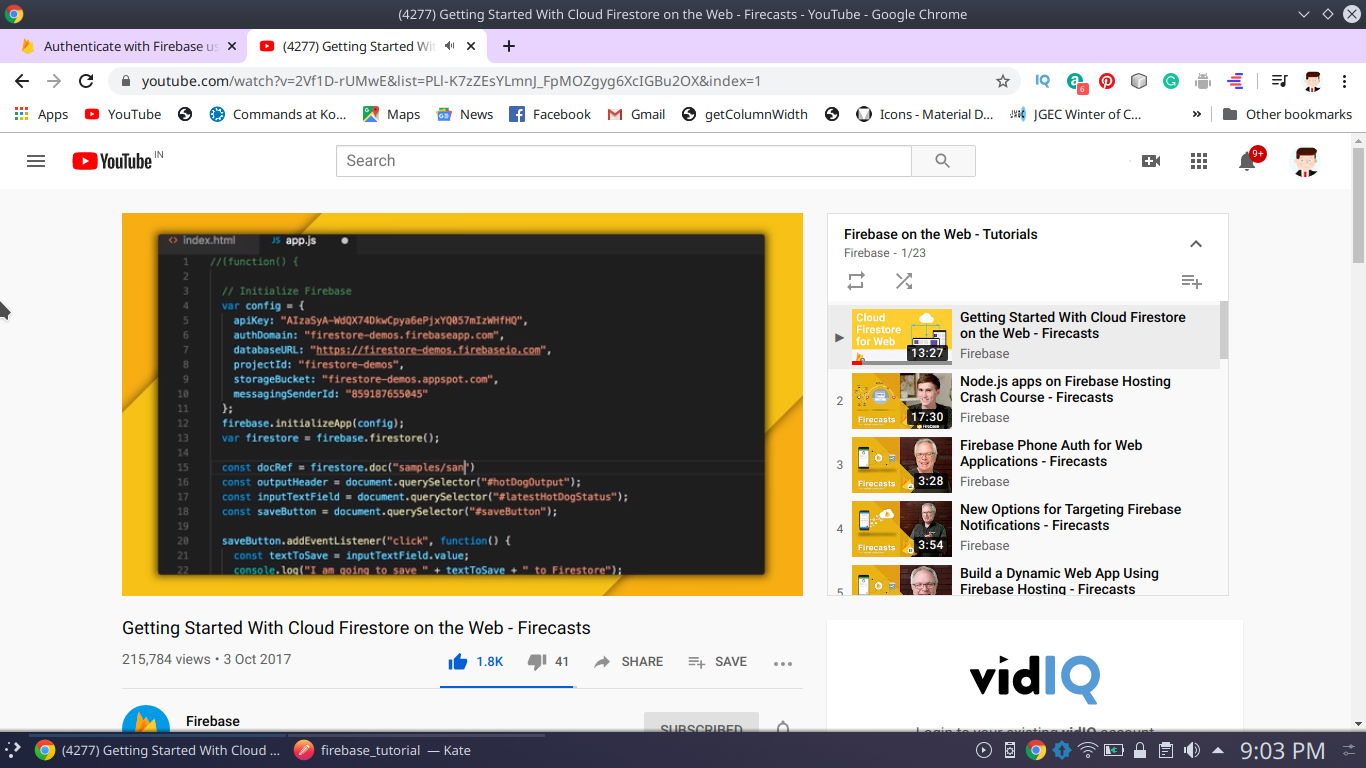 (4277) Getting Started With Cloud Firestore on the Web - Firecasts - YouTube - Google Chrome
Authenticate with Firebase us
(4277) Getting Started Wit
youtube.com/watch?v=2Vf1D-rUMwE&list=PLl-K7zZEsYLmnJ_FpMOZgyg6XcIGBu2OX&index=1
IQ
6
Apps
YouTube
Commands at Ko...
Maps
News
Facebook
Gmail
getColumnWidth
Icons - Material D...
JGEC Winter of C...
»
Other bookmarks
YouTube IN
Search
9+
index.html
JS app.js
1 //(function() {
2
3 // Initialize Firebase
4 var config = {
5 apiKey: "AIzaSyA-WdQX74DkwCpya6ePjxYQ057mIzWHfHQ",
6 authDomain: "firestore-demos.firebaseapp.com",
7 databaseURL: "https://firestore-demos.firebaseio.com",
8 projectId: "firestore-demos",
9 storageBucket: "firestore-demos.appspot.com",
10 messagingSenderId: "859187655045"
11 };
12 firebase.initializeApp(config);
13 var firestore = firebase.firestore();
14
15 const docRef = firestore.doc("samples/san")
16 const outputHeader = document.querySelector("#hotDogOutput");
17 const inputTextField = document.querySelector("#latestHotDogStatus");
18 const saveButton = document.querySelector("#saveButton");
19
20 saveButton.addEventListener("click", function() {
21 const textToSave = inputTextField.value;
22 console.log("I am going to save " + textToSave + " to Firestore");
Firebase on the Web - Tutorials
Firebase - 1/23
Cloud
Firestore
for Web
13:27
Getting Started With Cloud Firestore
on the Web - Firecasts
Firebase
2
Firecasts
17:30
Node.js apps on Firebase Hosting
Crash Course - Firecasts
Firebase
3
Firecasts
3:28
Firebase Phone Auth for Web
Applications - Firecasts
Firebase
4
Firecasts
3:54
New Options for Targeting Firebase
Notifications - Firecasts
Firebase
5
Build a Dynamic Web App Using
Firebase Hosting - Firecasts
Getting Started With Cloud Firestore on the Web - Firecasts
215,784 views • 3 Oct 2017
1.8K
41
SHARE
SAVE
Firebase
SUBSCRIBED
vidIQ
Login to your existing vidIQ account
(4277) Getting Started With Cloud ...
firebase_tutorial — Kate
9:03 PM